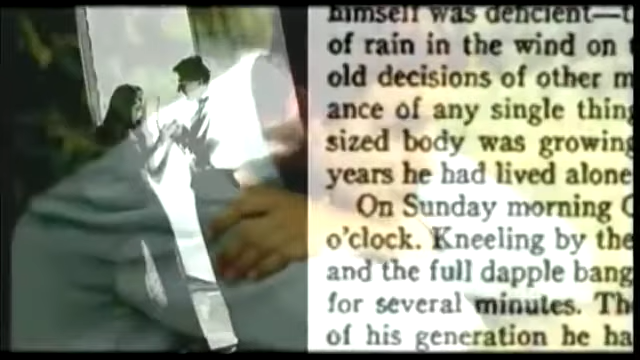 himself was deficient—t
of rain in the wind on t
old decisions of other m
ance of any single thing
sized body was growing
years he had lived alone
On Sunday morning
o'clock. Kneeling by the
and the full dapple bang
for several minutes. Th
of his generation he ha